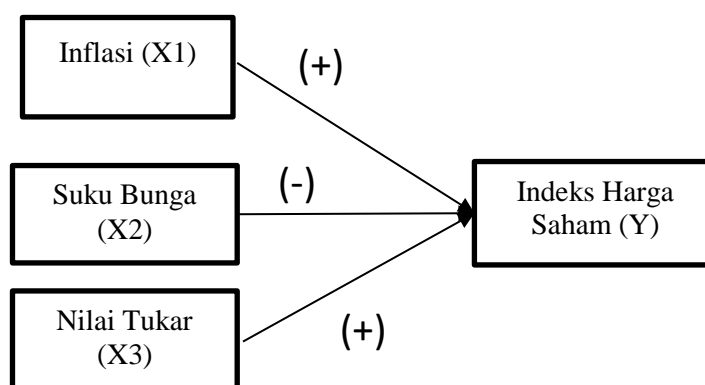 Inflasi (X1)
(+)
Suku Bunga
(X2)
(-)
Indeks Harga
Saham (Y)
Nilai Tukar
(X3)
(+)